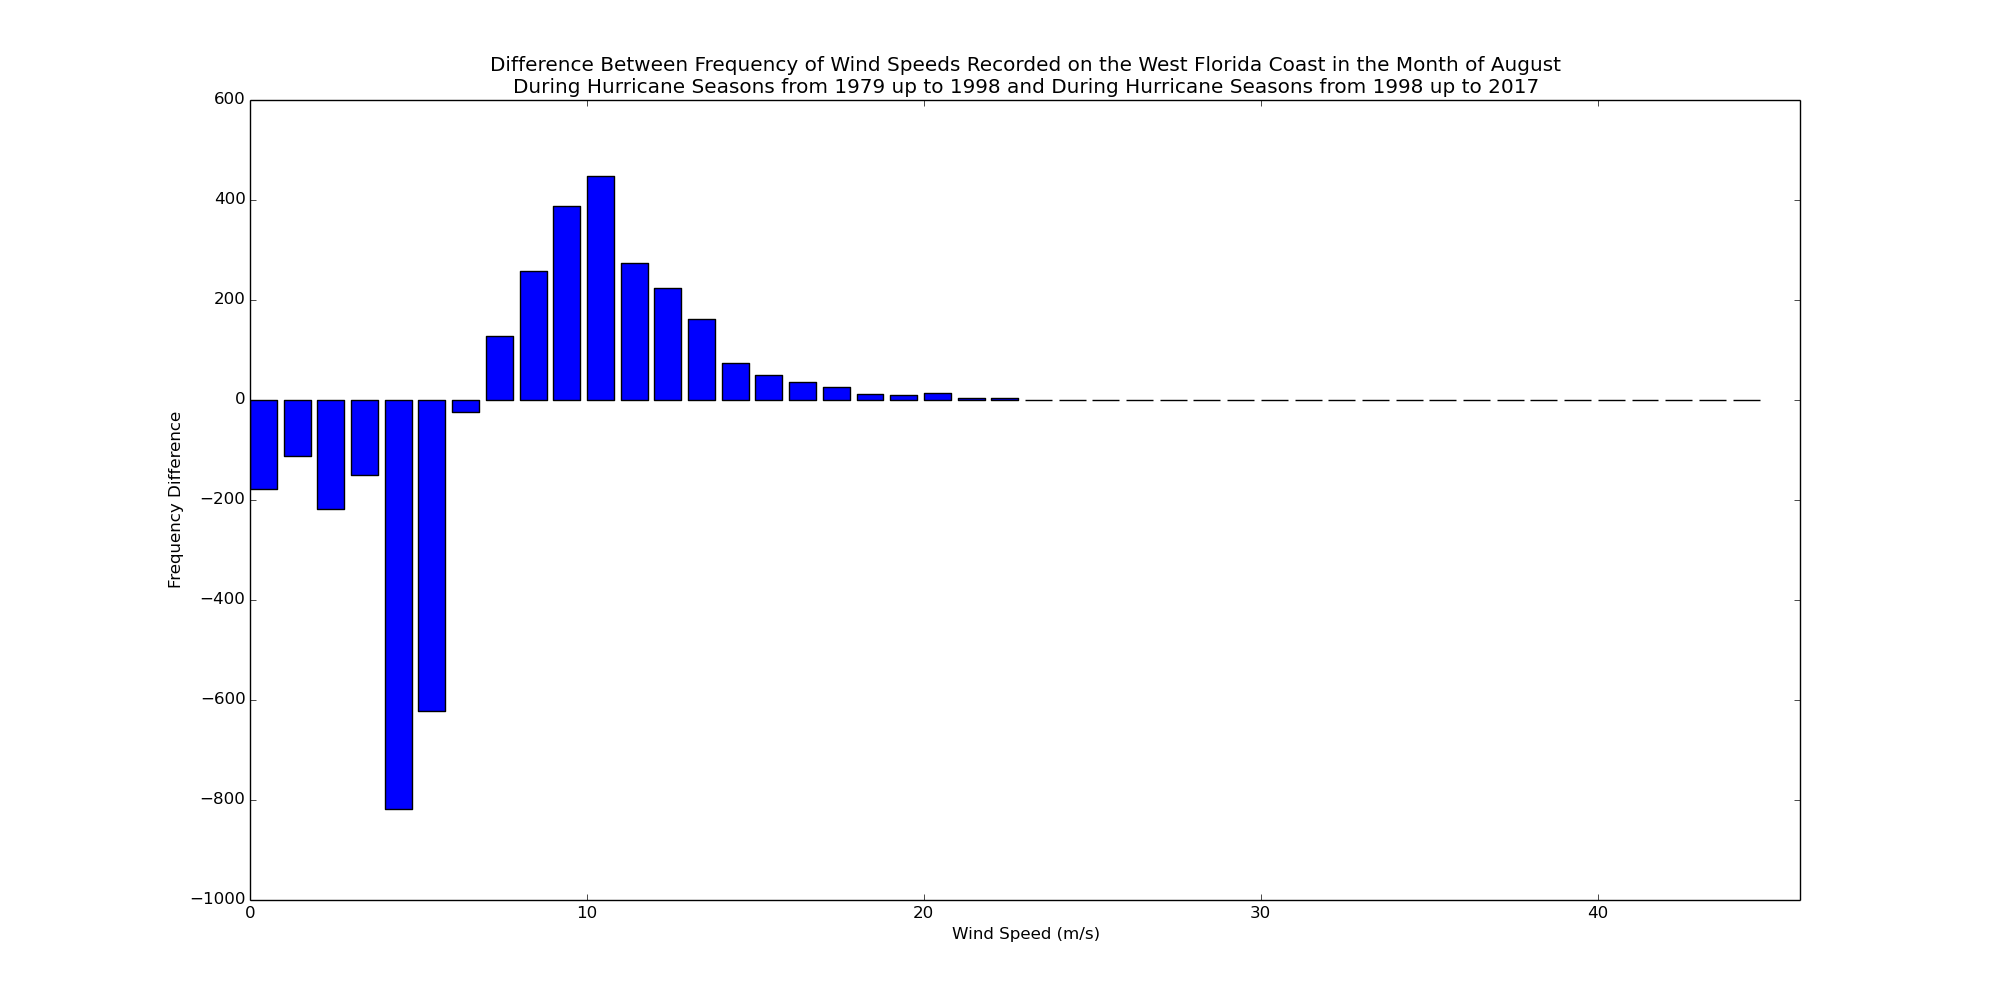 Difference Between Frequency of Wind Speeds Recorded on the West Florida Coast in the Month of August
During Hurricane Seasons from 1979 up to 1998 and During Hurricane Seasons from 1998 up to 2017
600
400
200
0
−200
−400
−600
−800
−1000
Frequency Difference
0 10 20 30 40
Wind Speed (m/s)